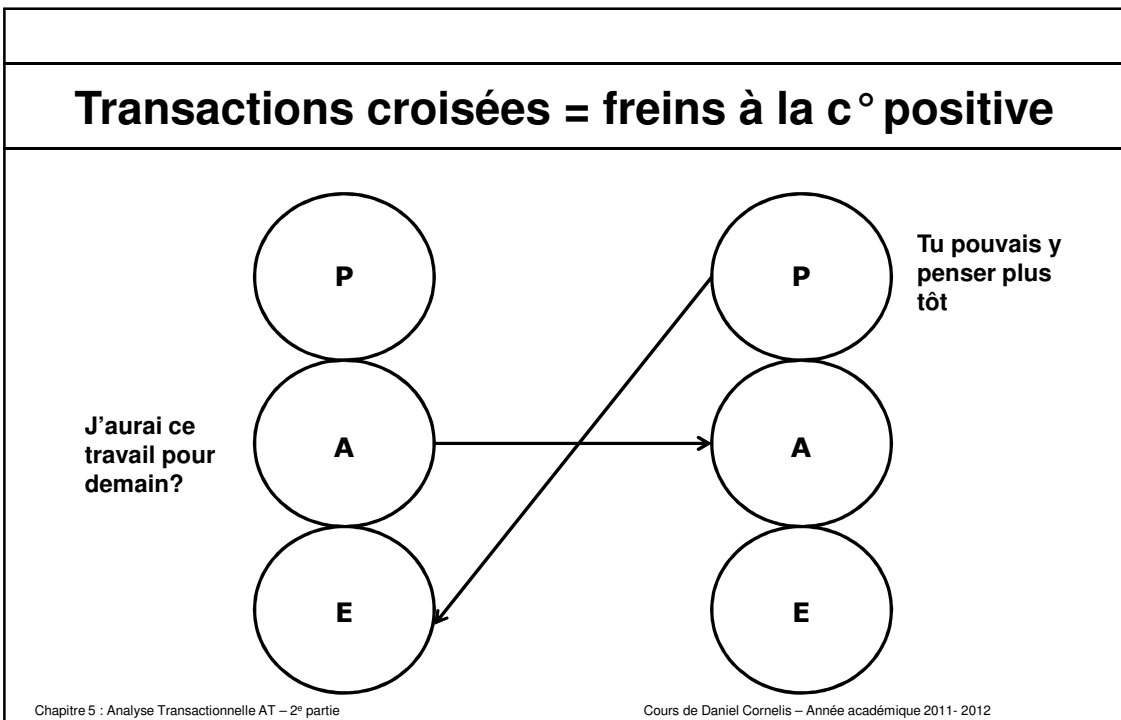 Transactions croisées = freins à la c° positive
P
P
Tu pouvais y
penser plus
tôt
J'aurai ce
travail pour
demain?
A
A
E
E
Chapitre 5 : Analyse Transactionnelle AT – 2e partie
Cours de Daniel Cornelis – Année académique 2011- 2012